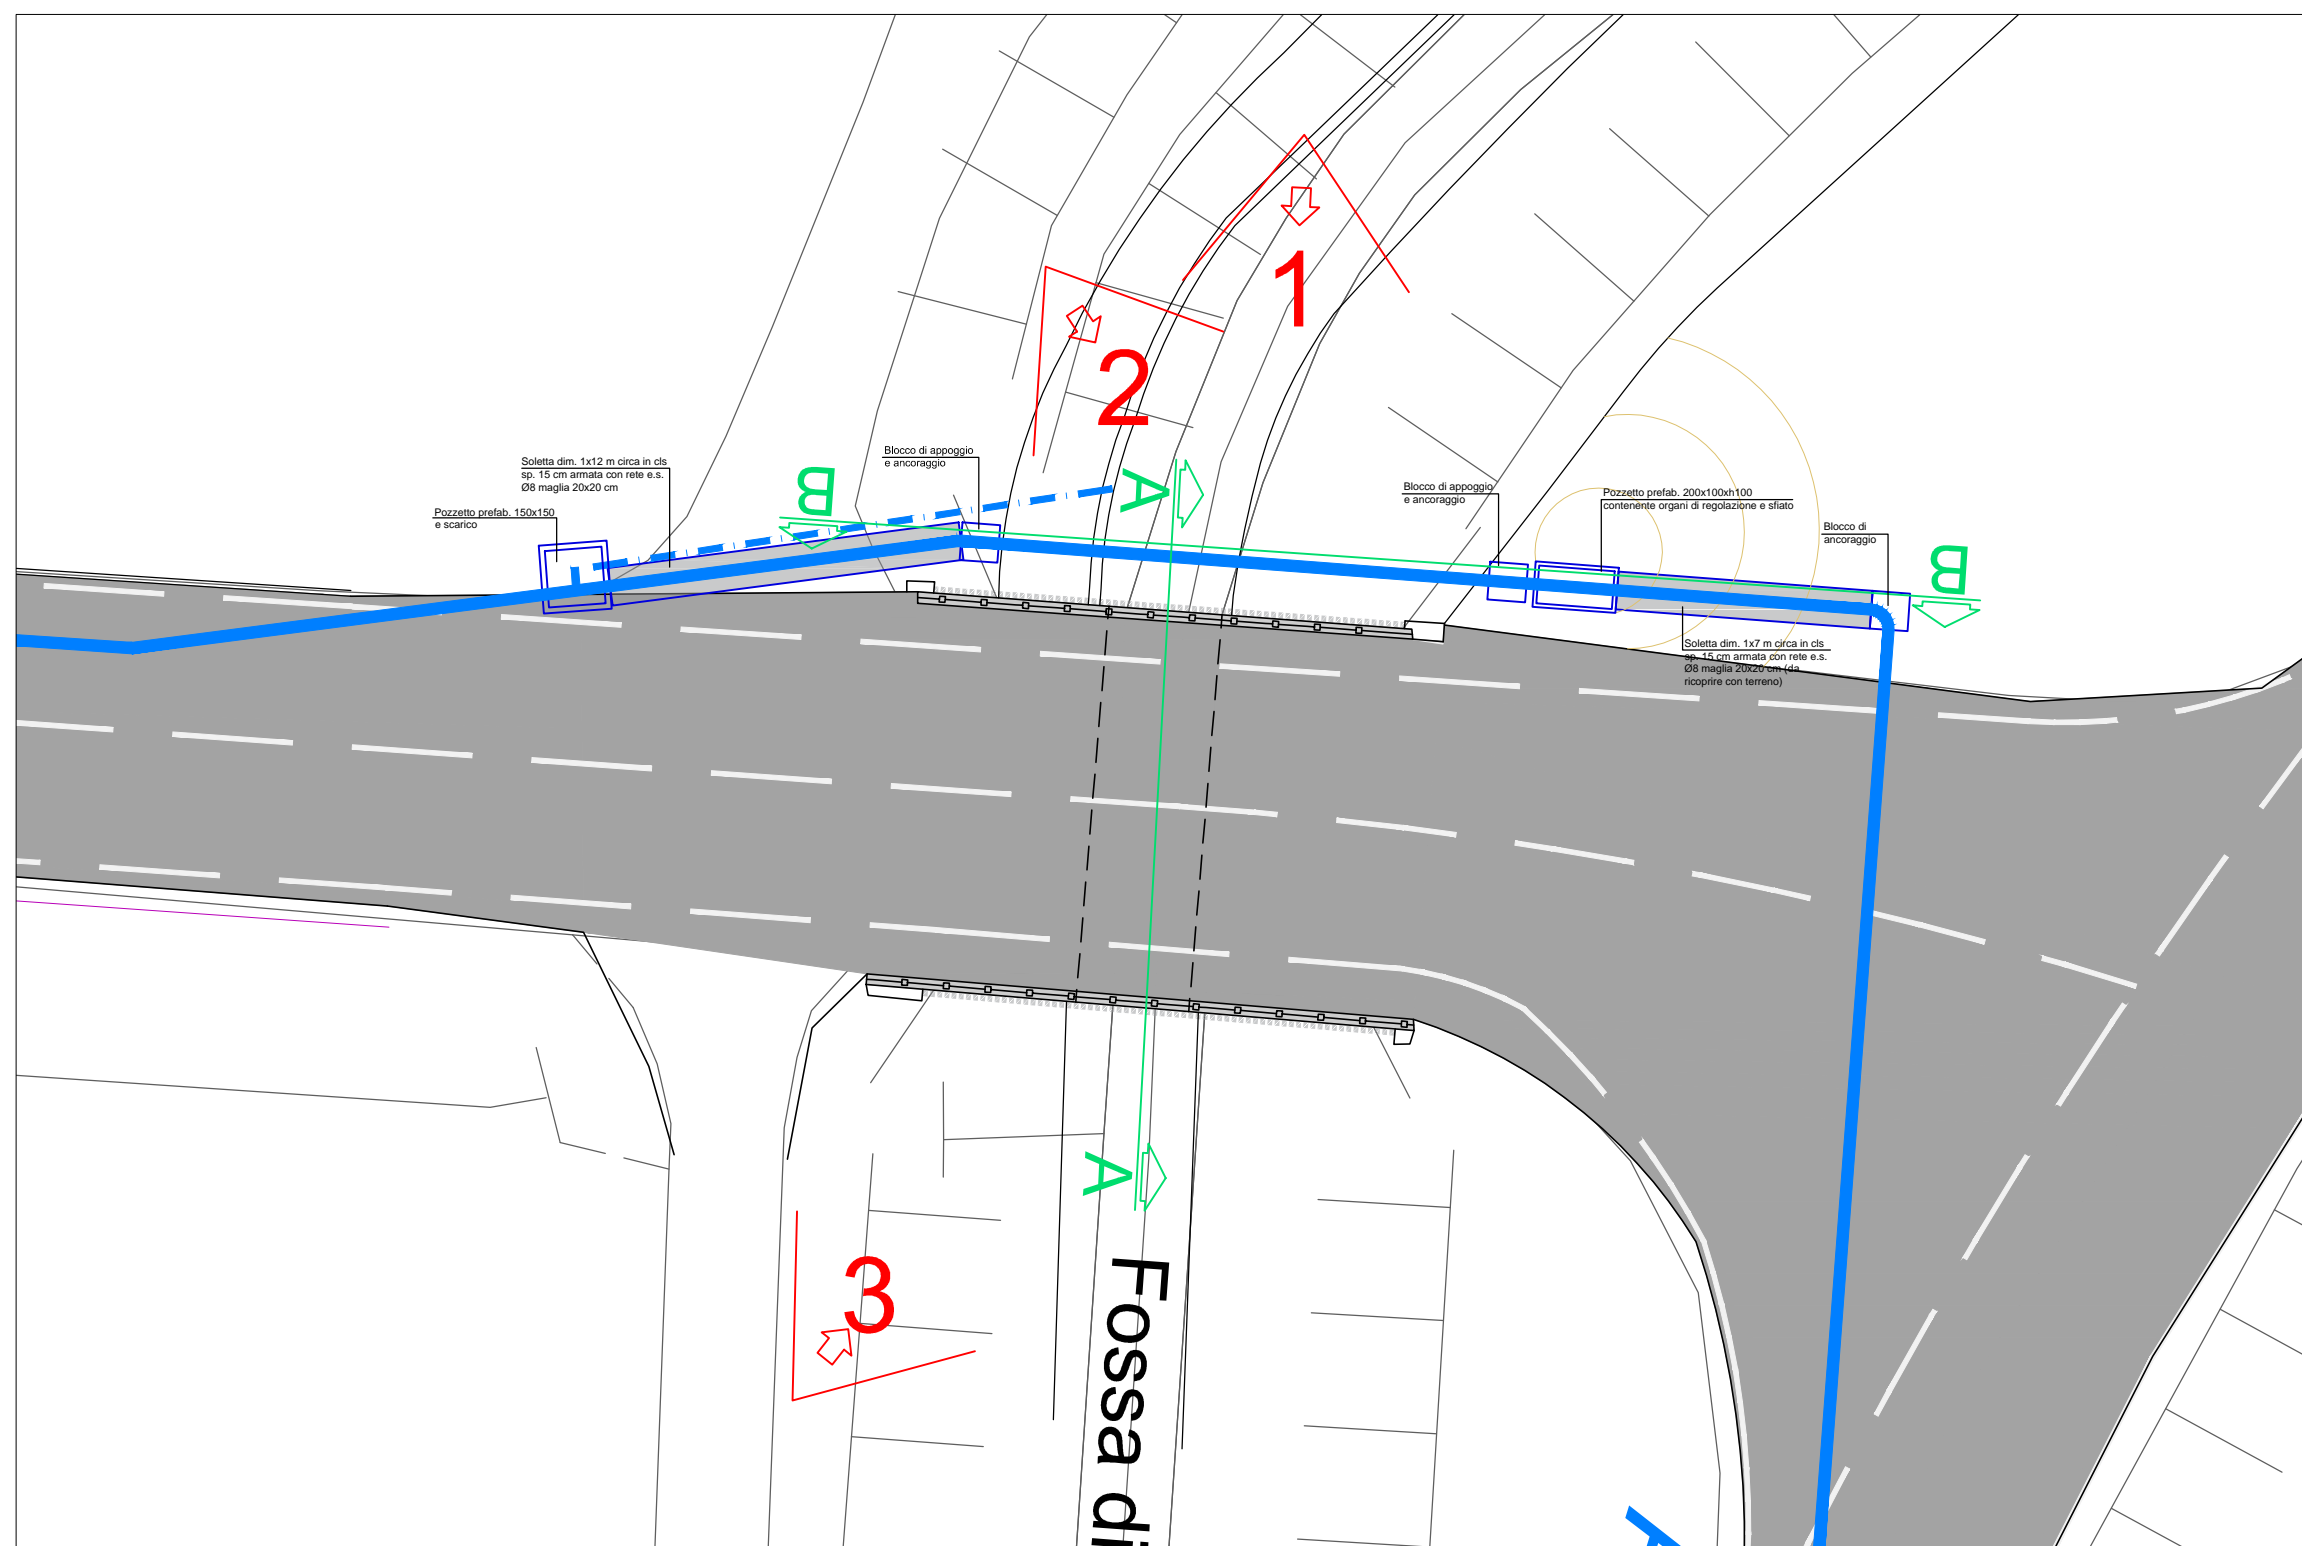 1
2
Blocco di appoggio
e ancoraggio
Soletta dim. 1x12 m circa in cls
sp. 15 cm armata con rete e.s.
Ø8 maglia 20x20 cm
B
A
Blocco di appoggio
e ancoraggio
Pozzetto prefab. 200x100xh100
contenente organi di regolazione e sfiato
Pozzetto prefab. 150x150
e scarico
Blocco di
ancoraggio
B
Soletta dim. 1x7 m circa in cls
sp. 15 cm armata con rete e.s.
Ø8 maglia 20x20 cm (da
ricoprire con terreno)
A
3
Fossa di